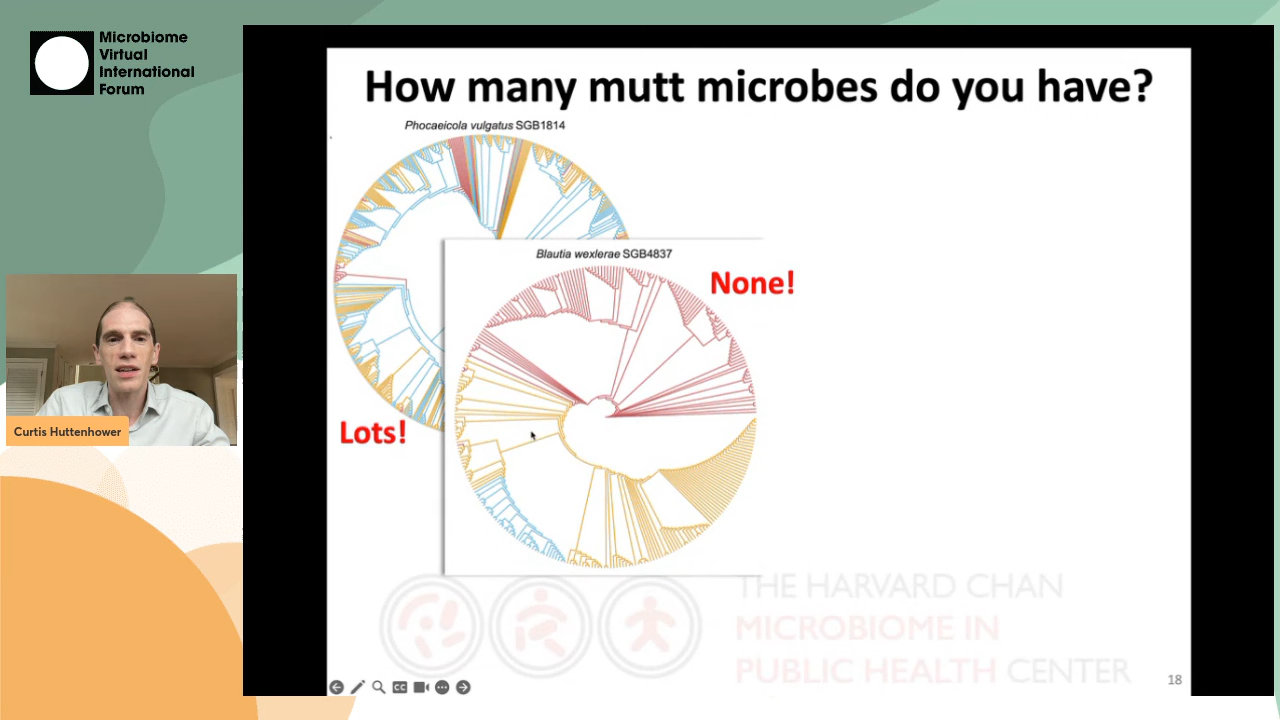 Microbiome
Virtual
International
Forum
How many mutt microbes do you have?
Phocaeicola vulgatus SGB1814
Blautia wexlerae SGB4837
None!
Lots!
Curtis Huttenhower
THE HARVARD CHAN
MICROBIOME IN
PUBLIC HEALTH CENTER
CC
18